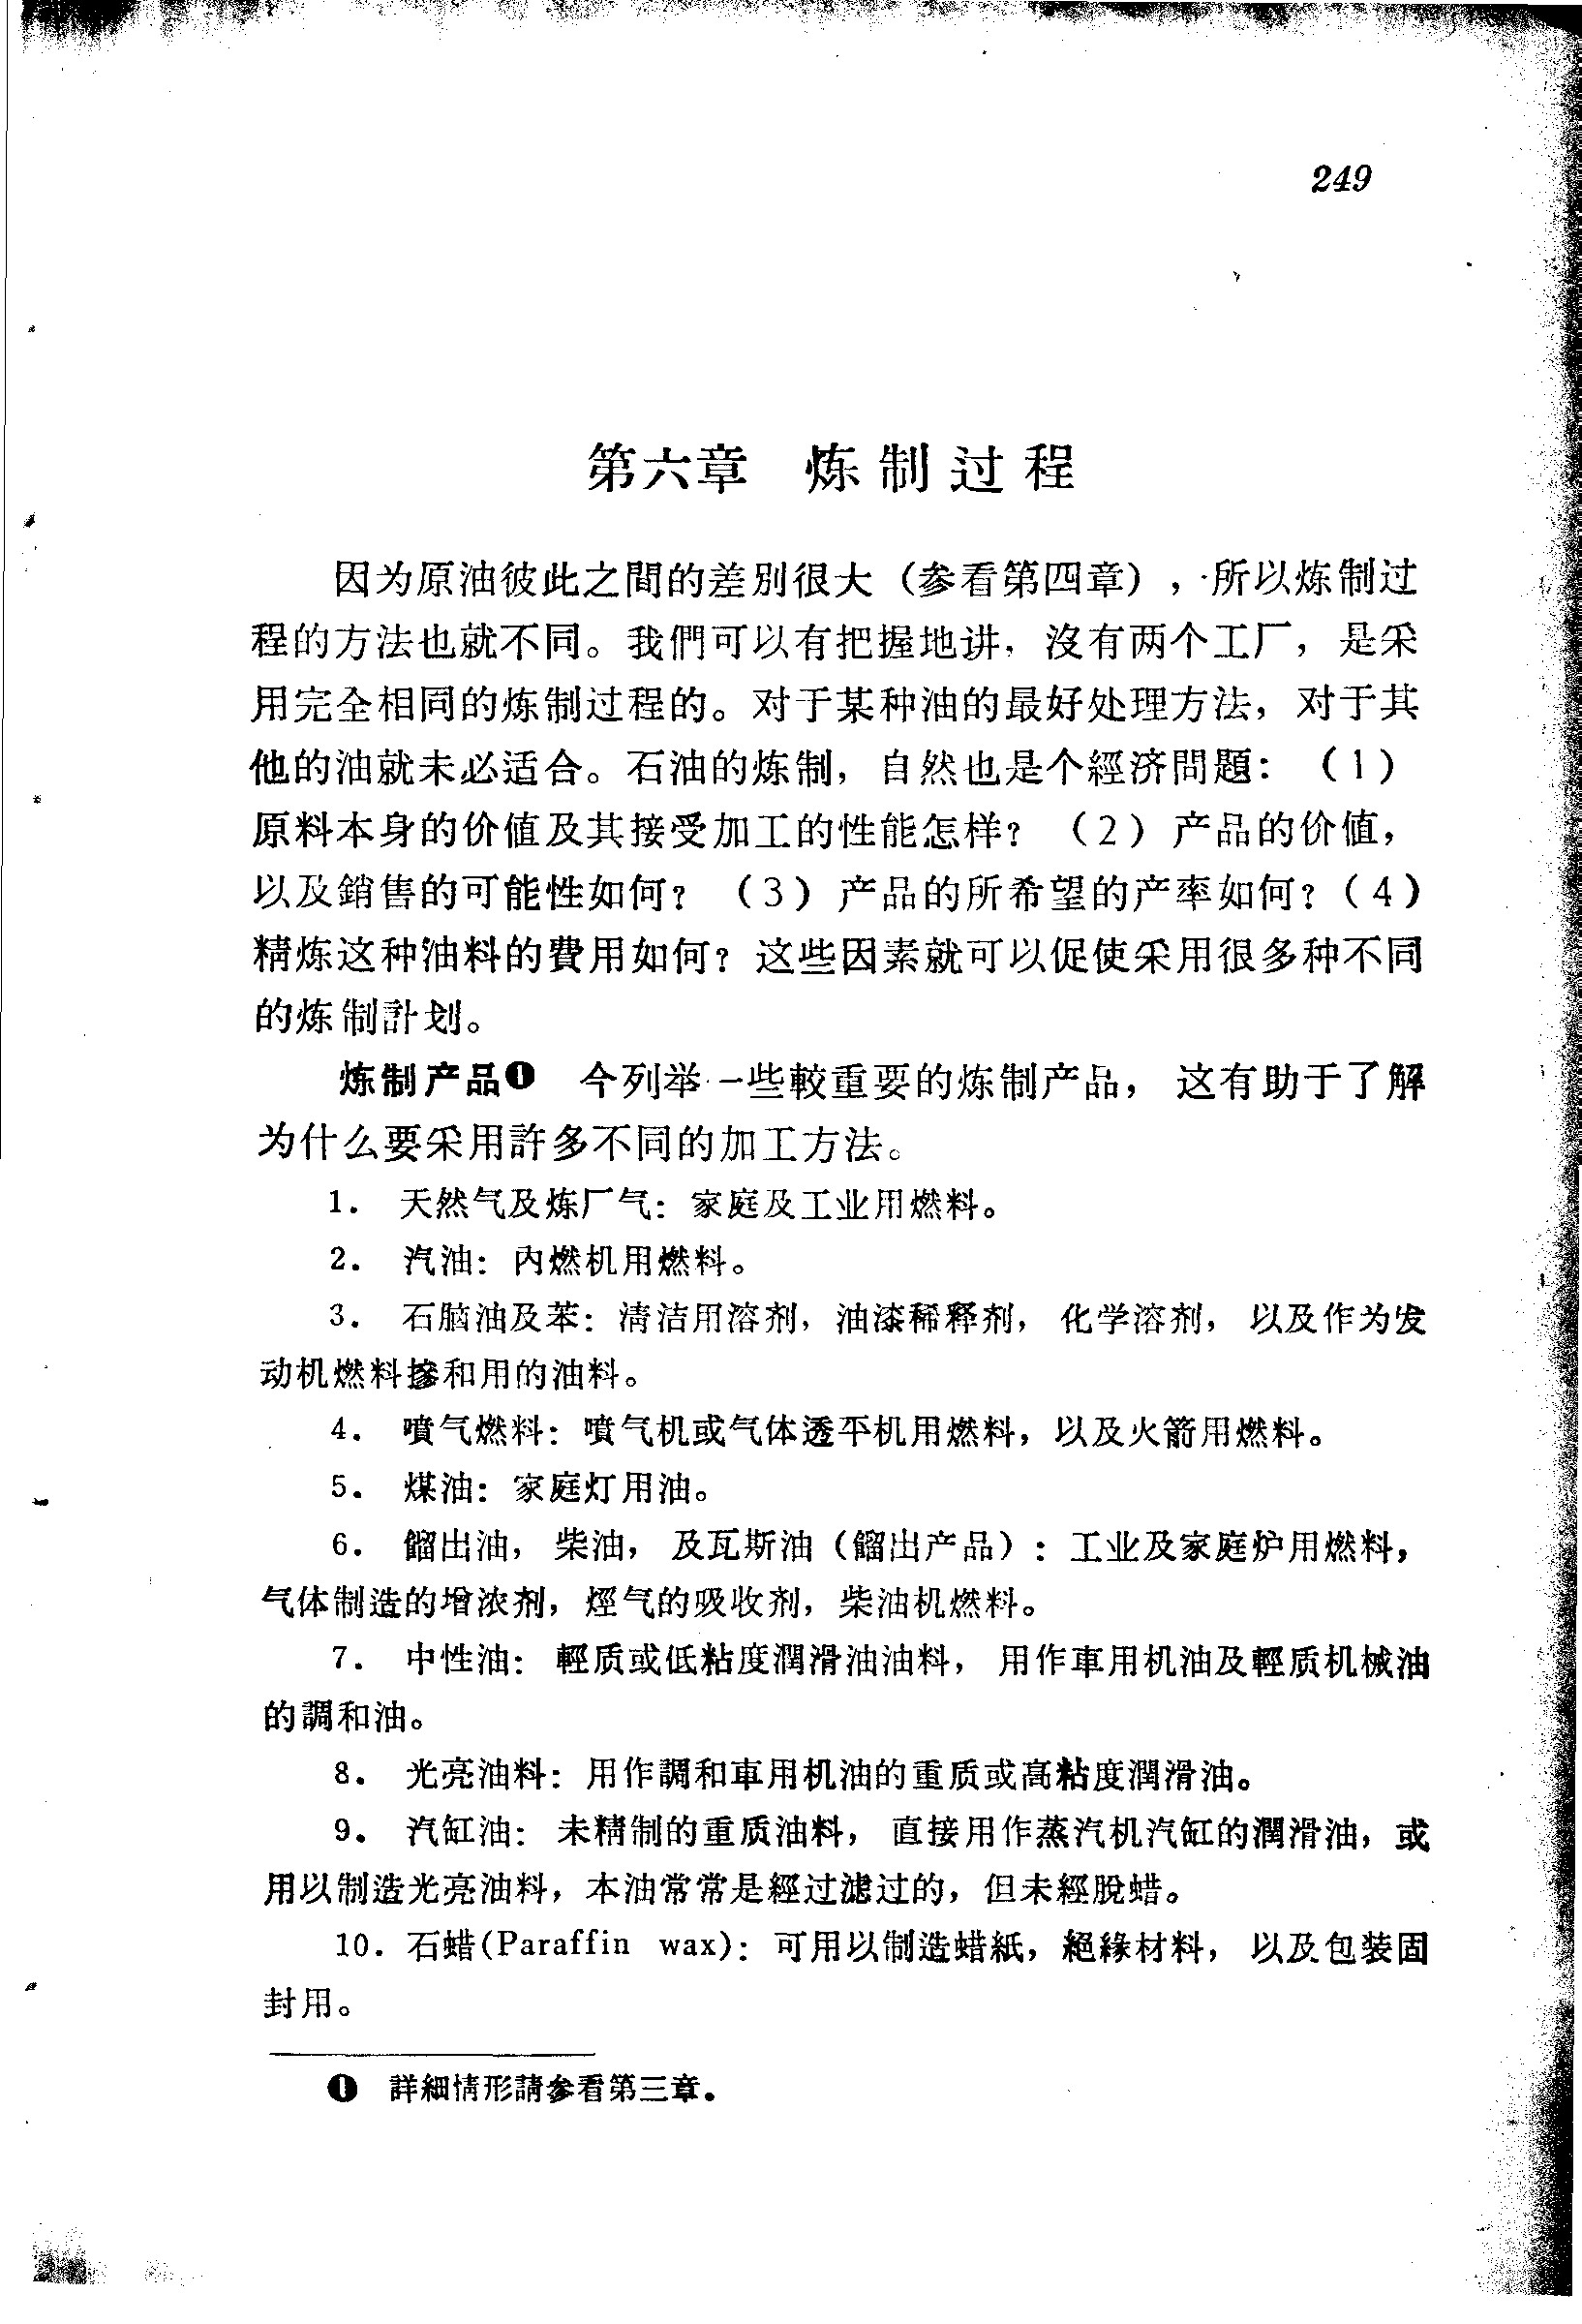 249
第六章 炼制过程
因为原油彼此之間的差别很大（参看第四章），所以炼制过
程的方法也就不同。我們可以有把握地讲，沒有两个工厂，是采
用完全相同的炼制过程的。对于某种油的最好处理方法，对于其
他的油就未必适合。石油的炼制，自然也是个經济問題：（1）
原料本身的价値及其接受加工的性能怎样？（2）产品的价値，
以及銷售的可能性如何？（3）产品的所希望的产率如何？（4）
精炼这种油料的費用如何？这些因素就可以促使采用很多种不同
的炼制計划。
炼制产品❶ 今列举一些較重要的炼制产品，这有助于了解
为什么要采用許多不同的加工方法。
1. 天然气及炼厂气：家庭及工业用燃料。
2. 汽油：内燃机用燃料。
3. 石脑油及苯：清洁用溶剂，油漆稀释剂，化学溶剂，以及作为发
动机燃料摻和用的油料。
4. 噴气燃料：噴气机或气体透平机用燃料，以及火箭用燃料。
5. 煤油：家庭灯用油。
6. 餾出油，柴油，及瓦斯油（餾出产品）：工业及家庭炉用燃料，
气体制造的增浓剂，烴气的吸收剂，柴油机燃料。
7. 中性油：輕质或低粘度潤滑油油料，用作車用机油及輕质机械油
的調和油。
8. 光亮油料：用作調和車用机油的重质或高粘度潤滑油。
9. 汽缸油：未精制的重质油料，直接用作蒸汽机汽缸的潤滑油，或
用以制造光亮油料，本油常常是經过濾过的，但未經脫蜡。
10. 石蜡(Paraffin wax)：可用以制造蜡紙，絕緣材料，以及包装固
封用。
❶ 詳細情形請参看第三章。